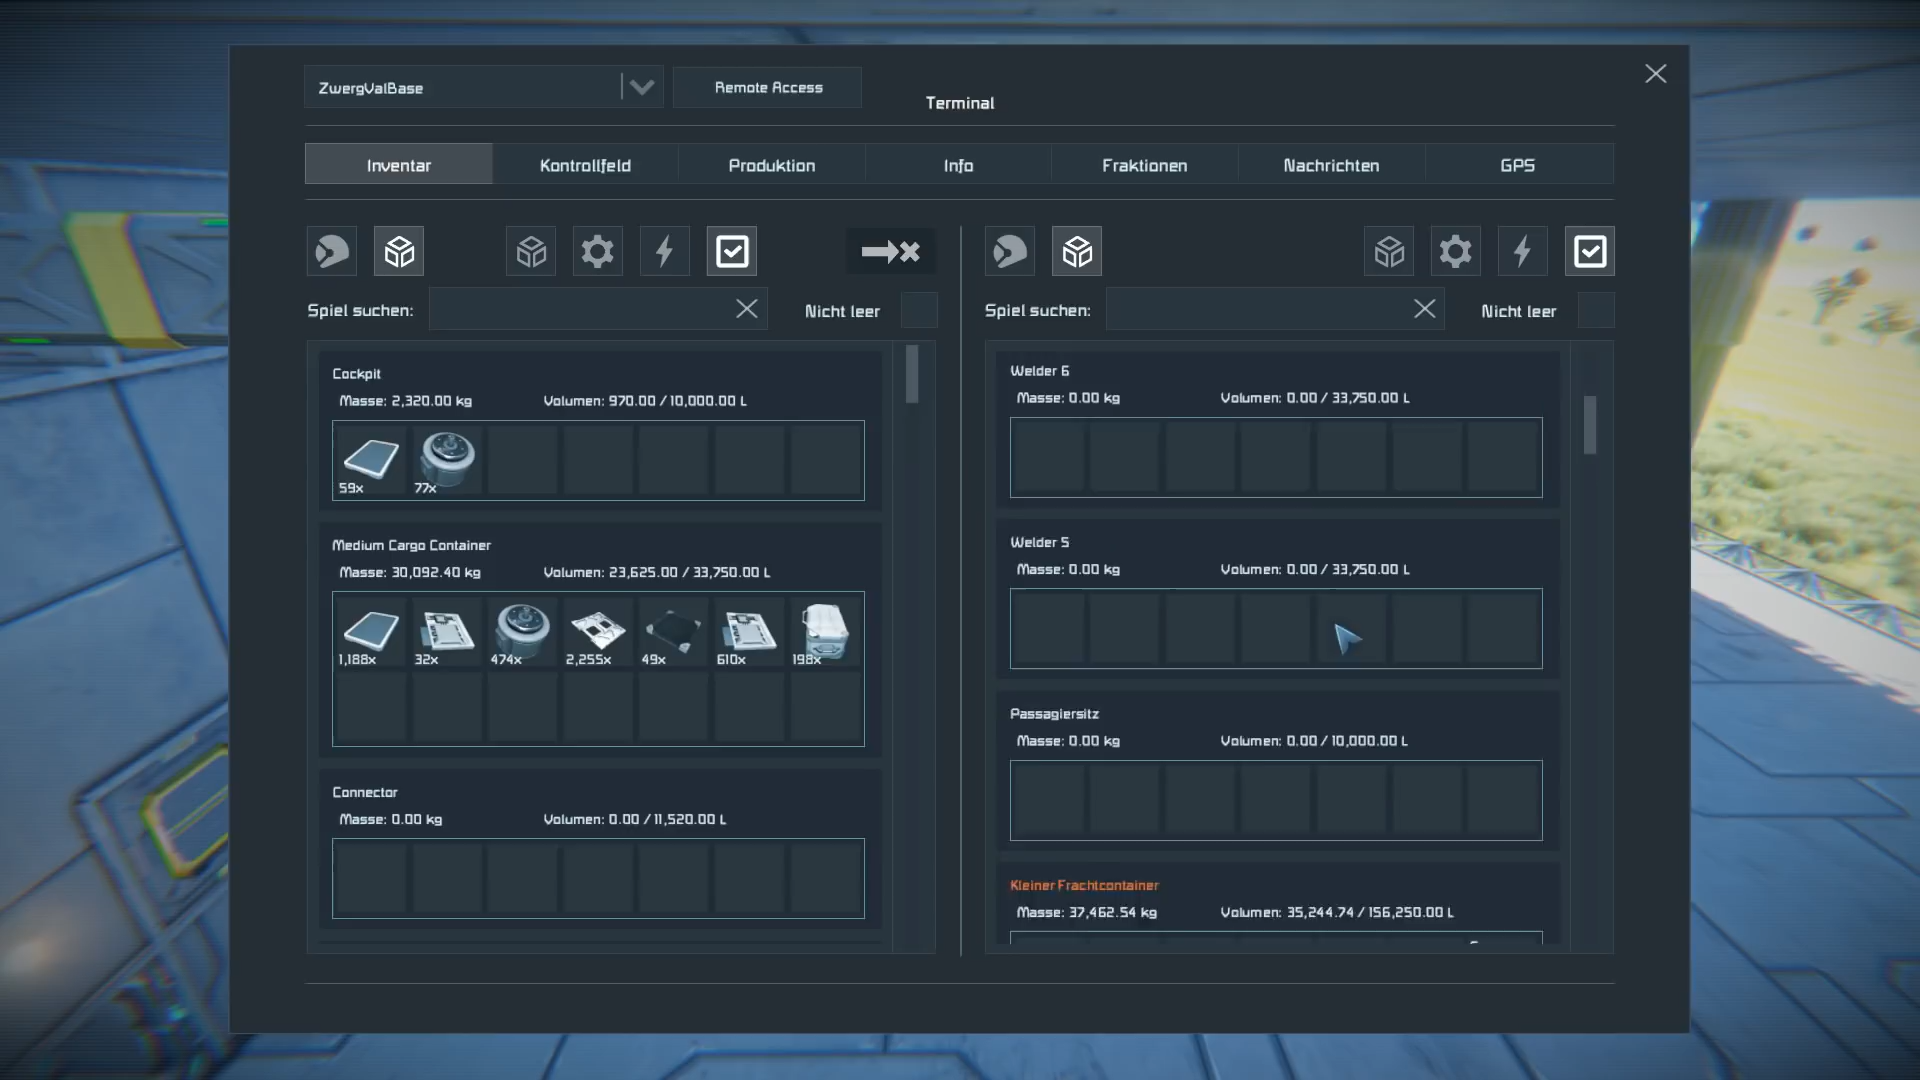 ZwergValBase
Remote Access
Terminal
Inventar
Kontrollfeld
Produktion
Info
Fraktionen
Nachrichten
GPS
Spiel suchen:
Nicht leer
Cockpit
Masse: 2,320.00 kg
Volumen: 970.00 / 10,000.00 L
59x
77x
Medium Cargo Container
Masse: 30,092.40 kg
Volumen: 23,625.00 / 33,750.00 L
1,188x
32x
474x
2,255x
49x
610x
198x
Connector
Masse: 0.00 kg
Volumen: 0.00 / 11,520.00 L
Spiel suchen:
Nicht leer
Welder 6
Masse: 0.00 kg
Volumen: 0.00 / 33,750.00 L
Welder 5
Masse: 0.00 kg
Volumen: 0.00 / 33,750.00 L
Passagiersitz
Masse: 0.00 kg
Volumen: 0.00 / 10,000.00 L
Kleiner Frachtcontainer
Masse: 37,462.54 kg
Volumen: 35,244.74 / 156,250.00 L